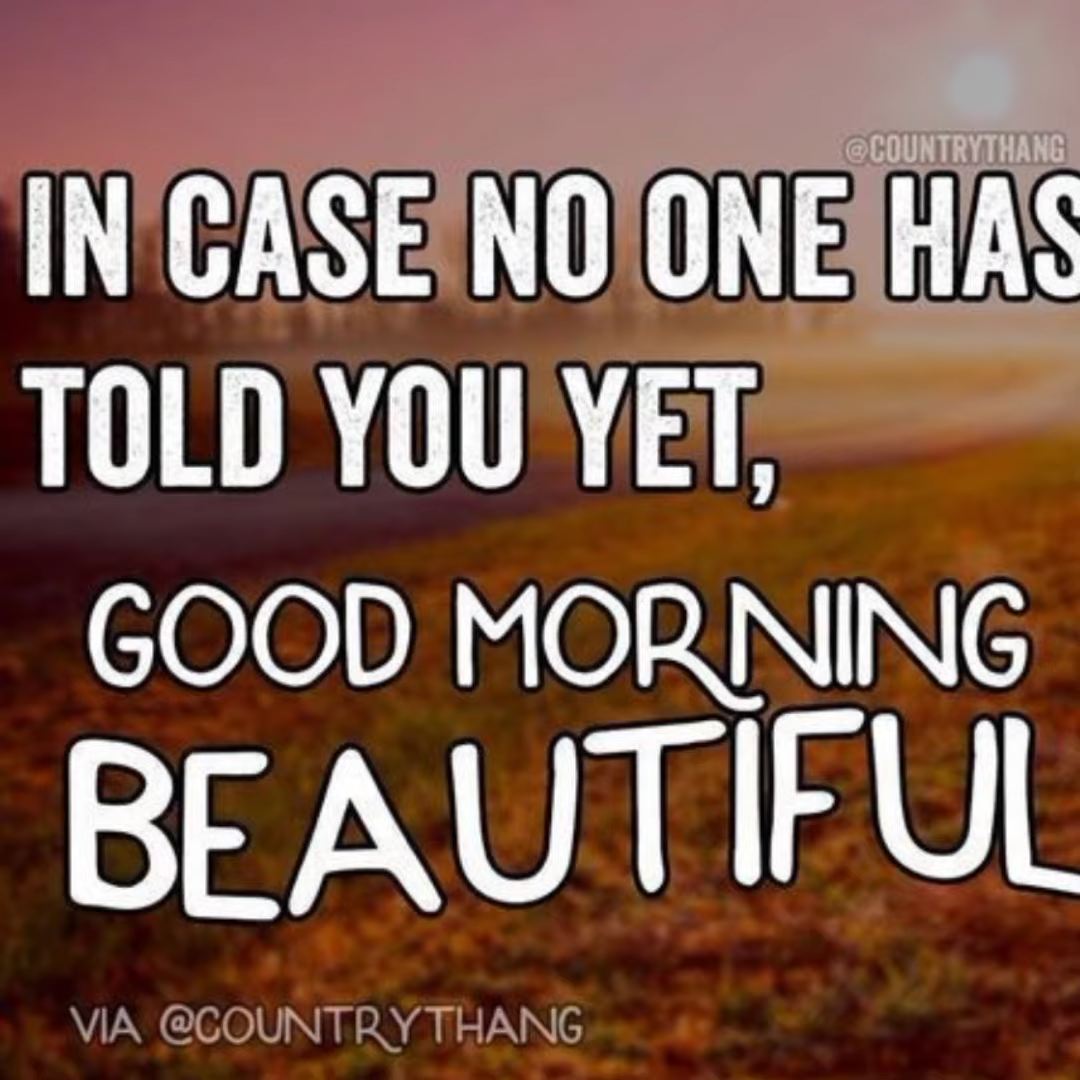 @COUNTRYTHANG
IN CASE NO ONE HAS
TOLD YOU YET,
GOOD MORNING
BEAUTIFUL
VIA @COUNTRYTHANG